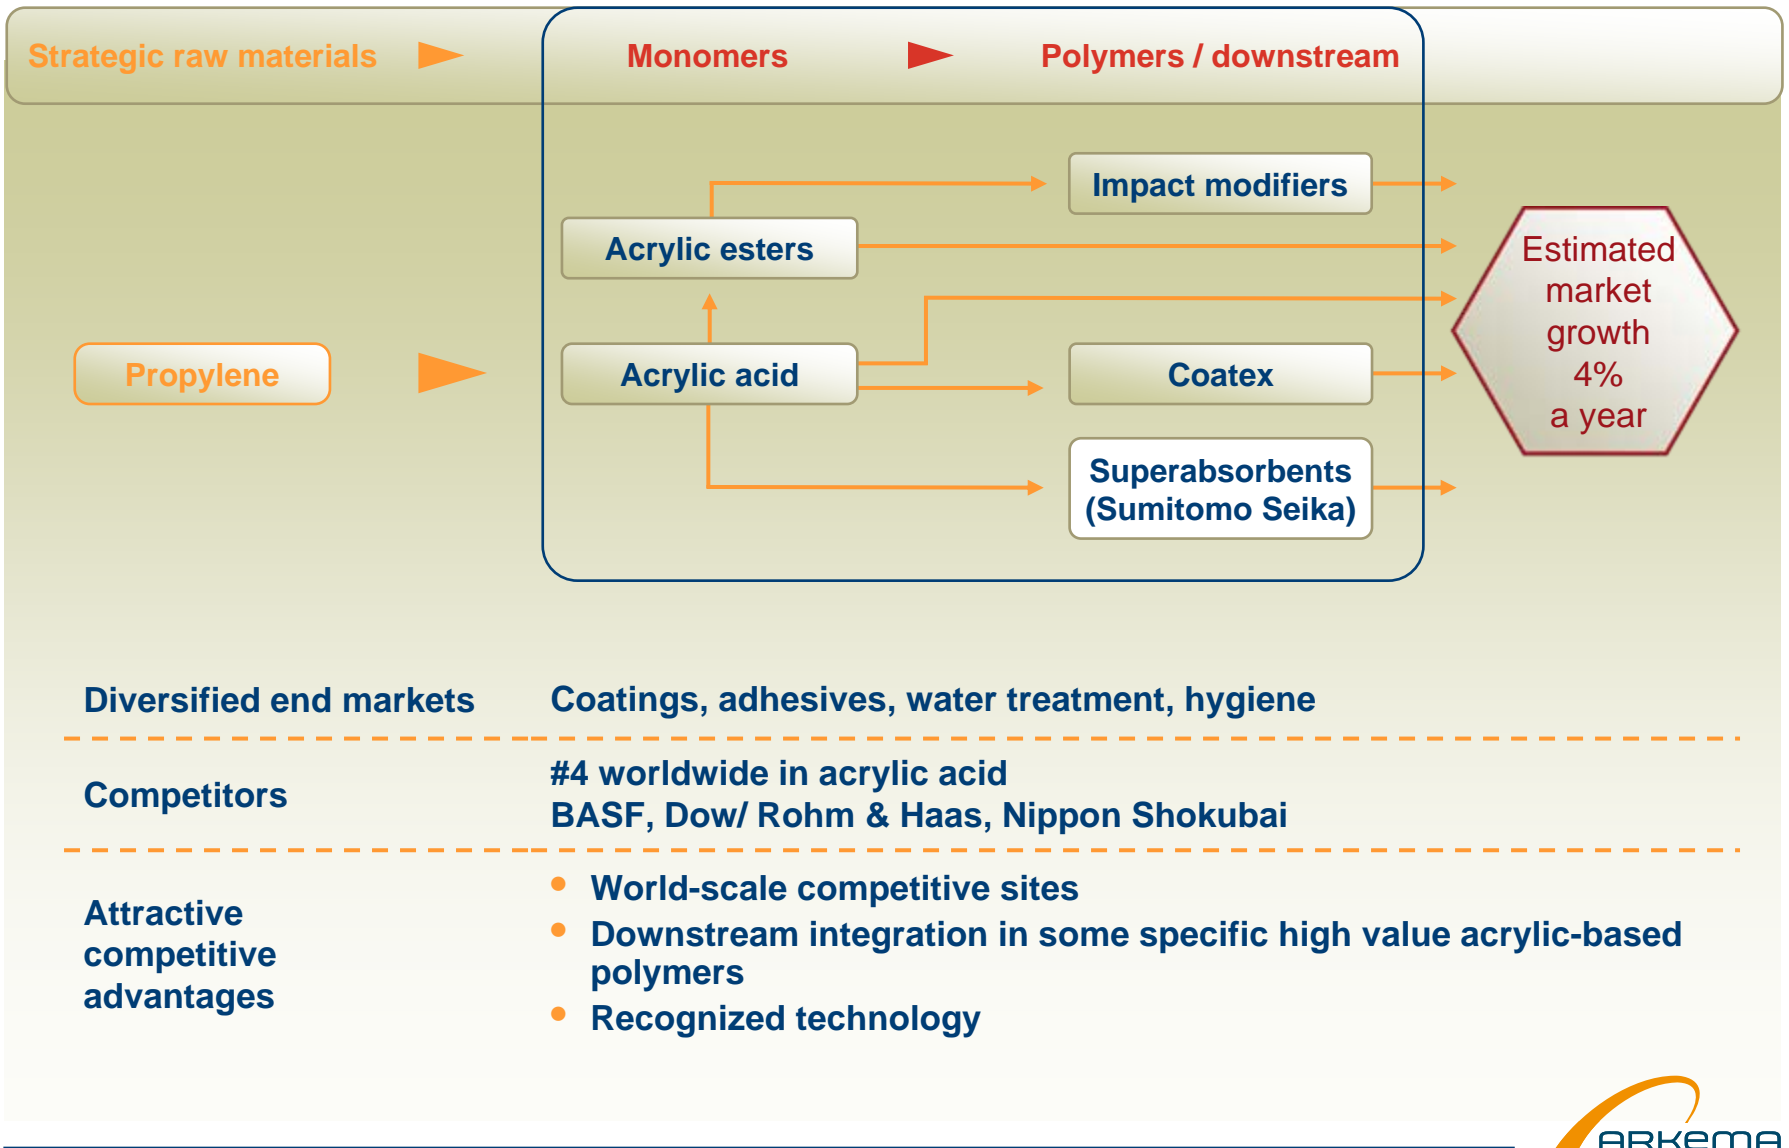 Strategic raw materials
Monomers
Polymers / downstream
Impact modifiers
Acrylic esters
Estimated
market
growth
4%
a year
Propylene
Acrylic acid
Coatex
Superabsorbents
(Sumitomo Seika)
Diversified end markets
Coatings, adhesives, water treatment, hygiene
Competitors
#4 worldwide in acrylic acid
BASF, Dow/ Rohm & Haas, Nippon Shokubai
Attractive
competitive
advantages
• World-scale competitive sites
• Downstream integration in some specific high value acrylic-based
polymers
• Recognized technology
ARKEMA